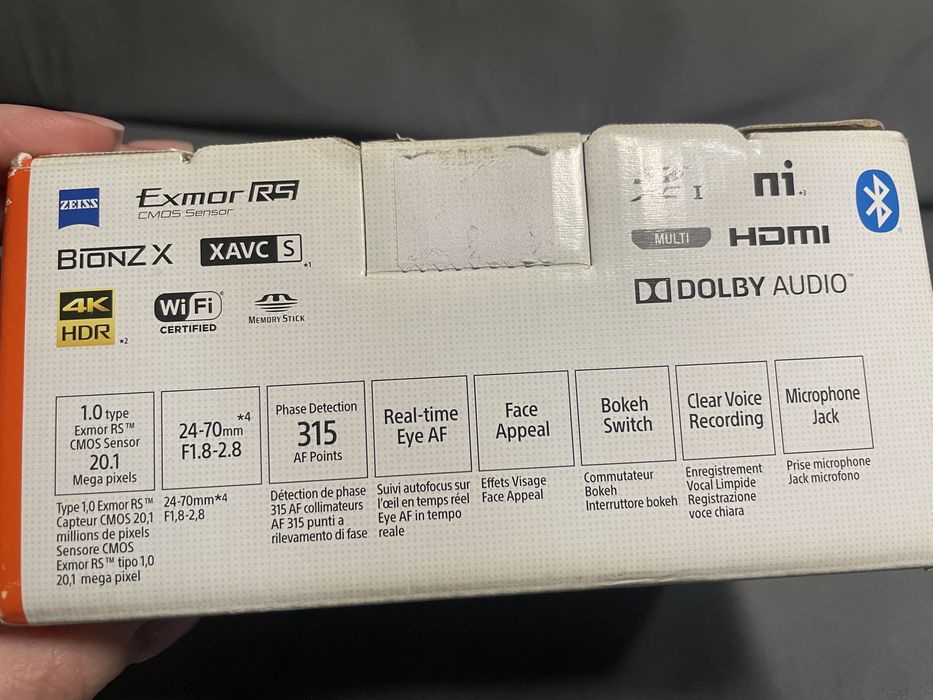 ZEISS
Exmor RS
CMOS Sensor
BIONZ X
XAVC S
*1
4K
HDR
*2
Wi Fi
CERTIFIED
MEMORY STICK
I
ni
*3
MULTI
HDMI
DOLBY AUDIO™
1.0 type
Exmor RS™
CMOS Sensor
20.1
Mega pixels
24-70mm*4
F1.8-2.8
Phase Detection
315
AF Points
Real-time
Eye AF
Face
Appeal
Bokeh
Switch
Clear Voice
Recording
Microphone
Jack
Type 1,0 Exmor RS™
Capteur CMOS 20,1
millions de pixels
Sensore CMOS
Exmor RS™ tipo 1,0
20,1 mega pixel
24-70mm*4
F1,8-2,8
Détection de phase
315 AF collimateurs
AF 315 punti a
rilevamento di fase
Suivi autofocus sur
l'œil en temps réel
Eye AF in tempo
reale
Effets Visage
Face Appeal
Commutateur
Bokeh
Interruttore bokeh
Enregistrement
Vocal Limpide
Registrazione
voce chiara
Prise microphone
Jack microfono